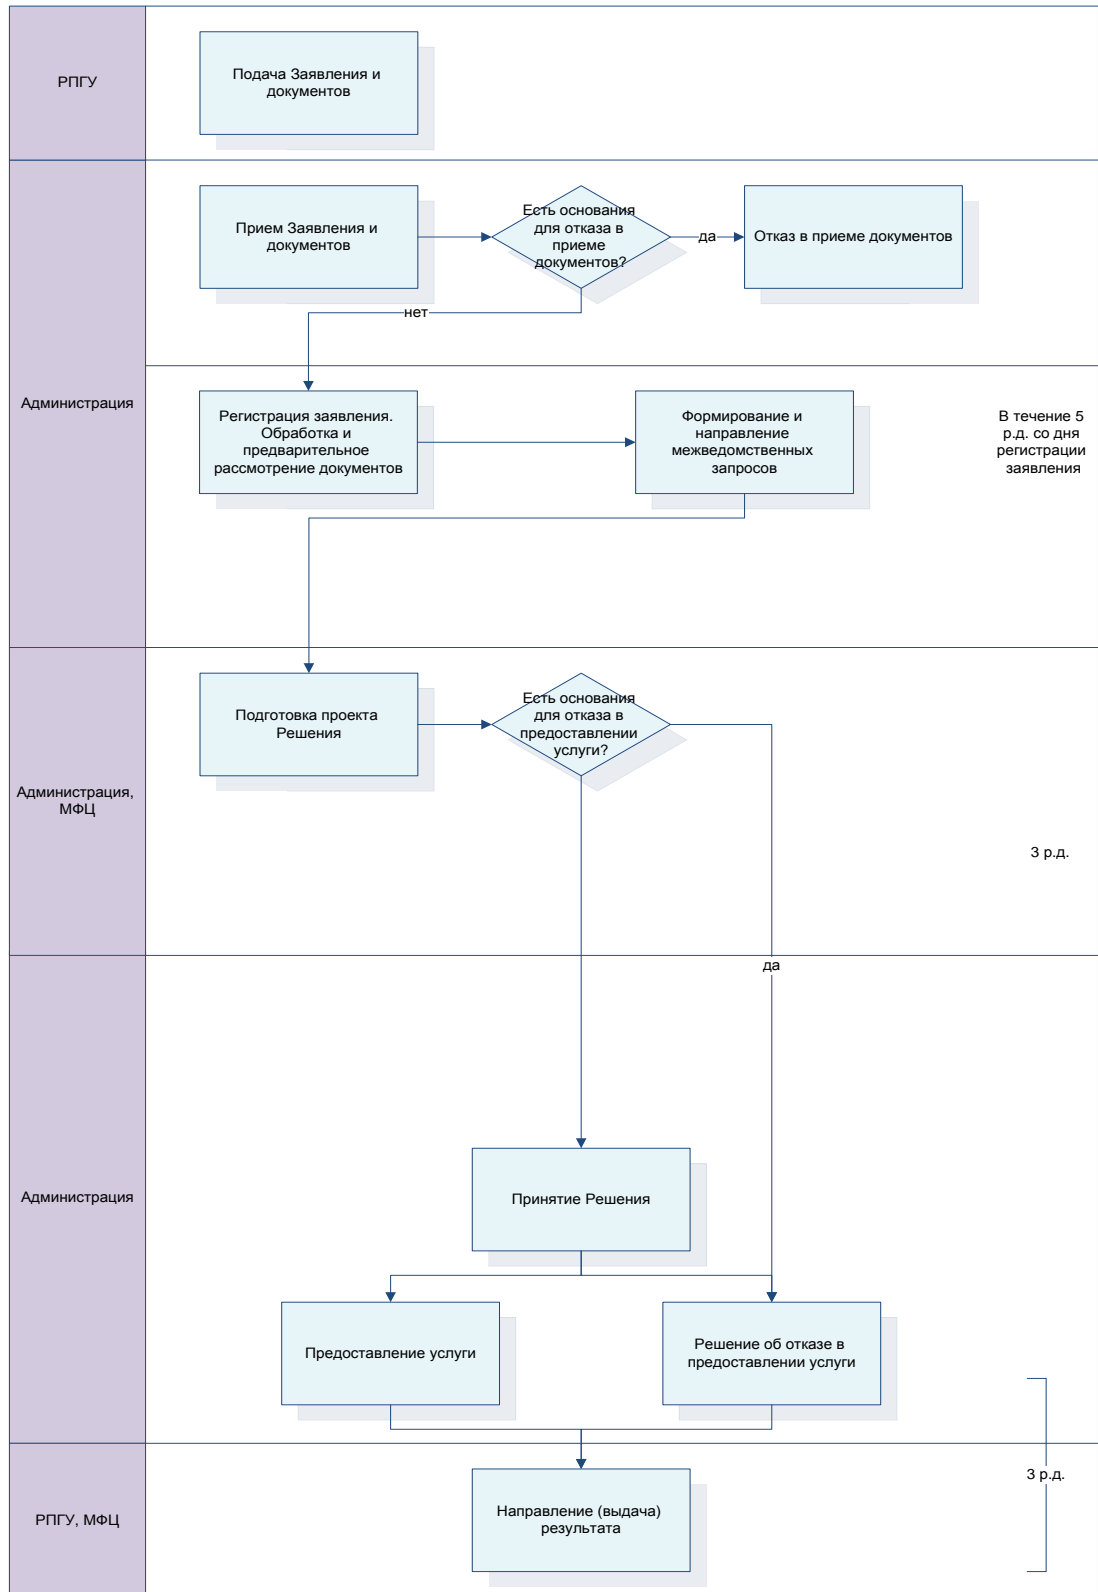 РПГУ
Подача Заявления и
документов
Администрация
Прием Заявления и
документов
Есть основания
для отказа в
приеме
документов?
да
Отказ в приеме документов
нет
Регистрация заявления.
Обработка и
предварительное
рассмотрение документов
Формирование и
направление
межведомственных
запросов
В течение 5
р.д. со дня
регистрации
заявления
Администрация,
МФЦ
Подготовка проекта
Решения
Есть основания
для отказа в
предоставлении
услуги?
3 р.д.
да
Администрация
Принятие Решения
Предоставление услуги
Решение об отказе в
предоставлении услуги
3 р.д.
РПГУ, МФЦ
Направление (выдача)
результата